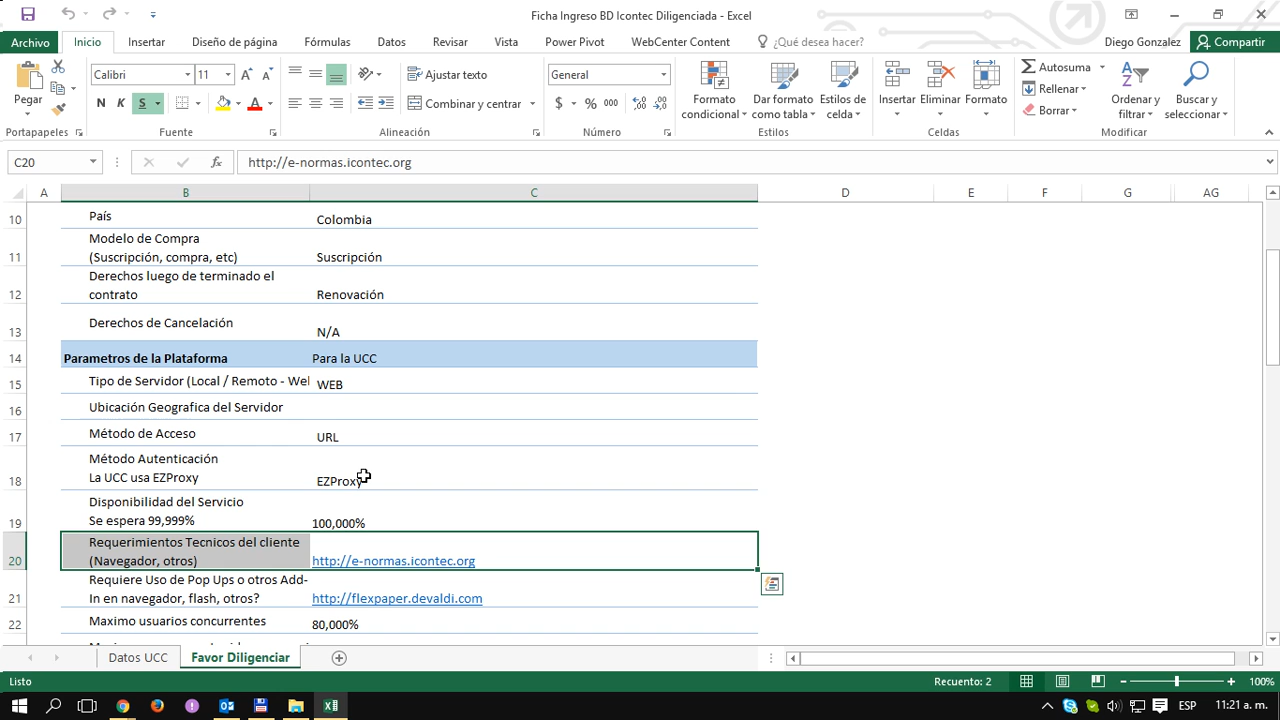 Ficha Ingreso BD Icontec Diligenciada - Excel
Archivo Inicio Insertar Diseño de página Fórmulas Datos Revisar Vista Power Pivot WebCenter Content ¿Qué desea hacer? Diego Gonzalez Compartir
Pegar
Portapapeles
Calibri 11
N K S
Fuente
Ajustar texto
Combinar y centrar
Alineación
General
$ % 000
Número
Formato condicional
Dar formato como tabla
Estilos de celda
Estilos
Insertar Eliminar Formato
Celdas
Autosuma
Rellenar
Borrar
Ordenar y filtrar
Buscar y seleccionar
Modificar
C20 fx http://e-normas.icontec.org
A B C D E F G AG
10 País Colombia
11 Modelo de Compra
(Suscripción, compra, etc) Suscripción
12 Derechos luego de terminado el
contrato Renovación
13 Derechos de Cancelación N/A
14 Parametros de la Plataforma Para la UCC
15 Tipo de Servidor (Local / Remoto - Wel WEB
16 Ubicación Geografica del Servidor
17 Método de Acceso URL
18 Método Autenticación
La UCC usa EZProxy EZProxy
19 Disponibilidad del Servicio
Se espera 99,999% 100,000%
20 Requerimientos Tecnicos del cliente
(Navegador, otros) http://e-normas.icontec.org
21 Requiere Uso de Pop Ups o otros Add-
In en navegador, flash, otros? http://flexpaper.devaldi.com
22 Maximo usuarios concurrentes 80,000%
Datos UCC Favor Diligenciar
Listo Recuento: 2 100%
ESP 11:21 a. m.